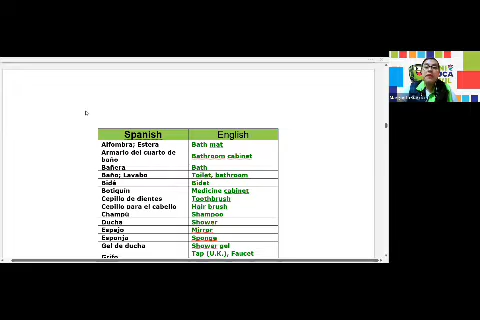 Spanish English
Alfombra; Estera Bath mat
Armario del cuarto de
baño Bathroom cabinet
Bañera Bath
Baño; Lavabo Toilet, bathroom
Bidé Bidet
Botiquín Medicine cabinet
Cepillo de dientes Toothbrush
Cepillo para el cabello Hair brush
Champú Shampoo
Ducha Shower
Espejo Mirror
Esponja Sponge
Gel de ducha Shower gel
Grifo Tap (U.K.), Faucet